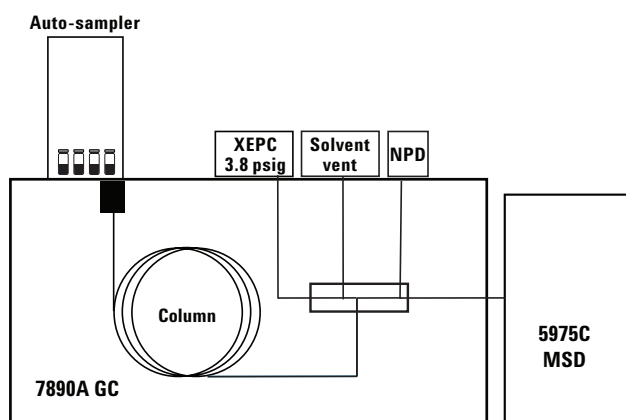 Auto-sampler
XEPC
3.8 psig
Solvent
vent
NPD
Column
5975C
MSD
7890A GC